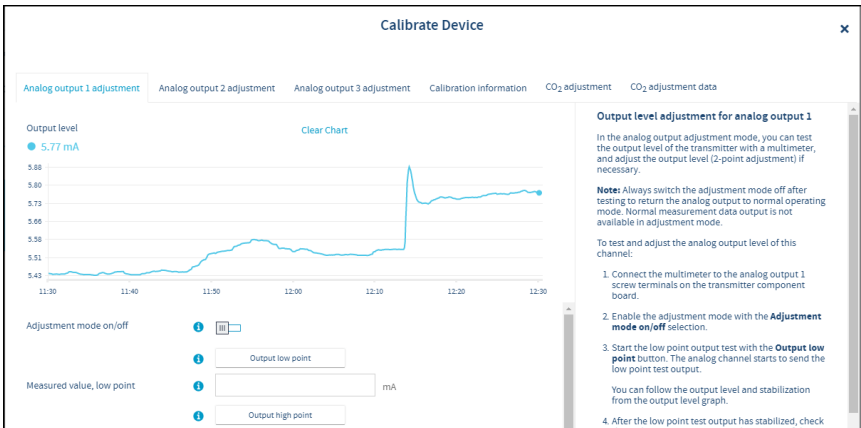 Calibrate Device
Analog output 1 adjustment
Analog output 2 adjustment
Analog output 3 adjustment
Calibration information
CO2 adjustment
CO2 adjustment data
Output level
Clear Chart
5.77 mA
5.88
5.80
5.73
5.66
5.58
5.51
5.43
11:30
11:40
11:50
12:00
12:10
12:20
12:30
Adjustment mode on/off
Output low point
Measured value, low point
mA
Output high point
Output level adjustment for analog output 1
In the analog output adjustment mode, you can test
the output level of the transmitter with a multimeter,
and adjust the output level (2-point adjustment) if
necessary.
Note: Always switch the adjustment mode off after
testing to return the analog output to normal operating
mode. Normal measurement data output is not
available in adjustment mode.
To test and adjust the analog output level of this
channel:
1. Connect the multimeter to the analog output 1
screw terminals on the transmitter component
board.
2. Enable the adjustment mode with the Adjustment
mode on/off selection.
3. Start the low point output test with the Output low
point button. The analog channel starts to send the
low point test output.
You can follow the output level and stabilization
from the output level graph.
4. After the low point test output has stabilized, check